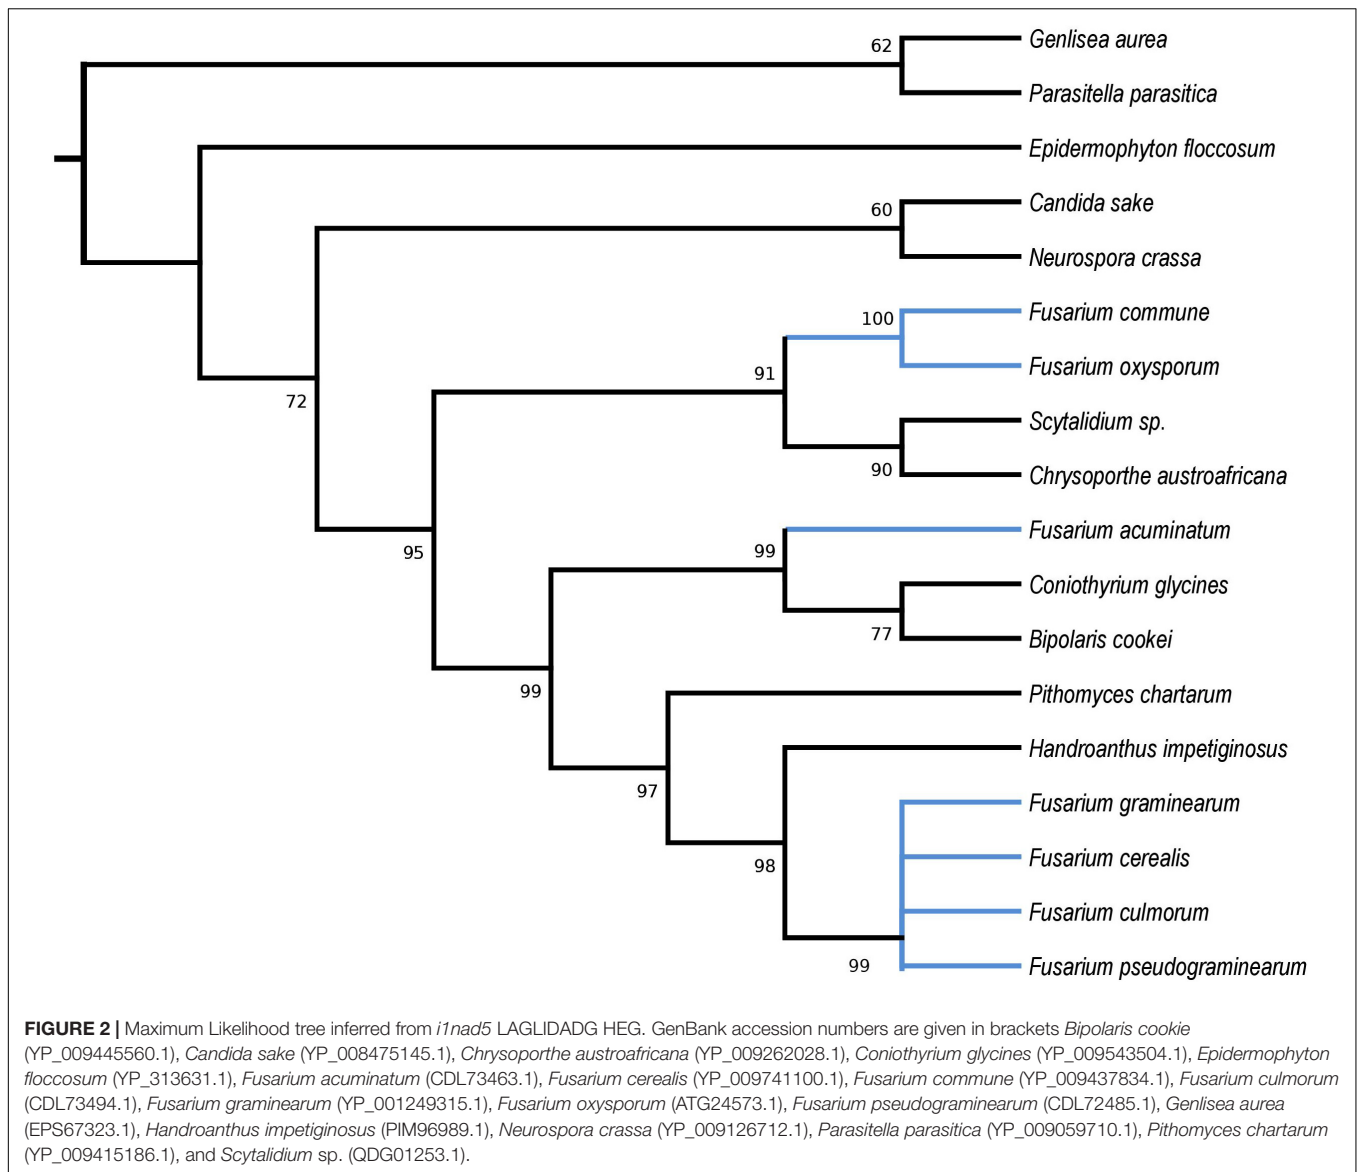 62
Genlisea aurea
Parasitella parasitica
Epidermophyton floccosum
60
Candida sake
Neurospora crassa
100
Fusarium commune
Fusarium oxysporum
91
72
Scytalidium sp.
90
Chrysoporthe austroafricana
Fusarium acuminatum
99
95
Coniothyrium glycines
77
Bipolaris cookei
99
Pithomyces chartarum
Handroanthus impetiginosus
97
Fusarium graminearum
Fusarium cerealis
98
Fusarium culmorum
99
Fusarium pseudograminearum
FIGURE 2 | Maximum Likelihood tree inferred from i1nad5 LAGLIDADG HEG. GenBank accession numbers are given in brackets Bipolaris cookie
(YP_009445560.1), Candida sake (YP_008475145.1), Chrysoporthe austroafricana (YP_009262028.1), Coniothyrium glycines (YP_009543504.1), Epidermophyton
floccosum (YP_313631.1), Fusarium acuminatum (CDL73463.1), Fusarium cerealis (YP_009741100.1), Fusarium commune (YP_009437834.1), Fusarium culmorum
(CDL73494.1), Fusarium graminearum (YP_001249315.1), Fusarium oxysporum (ATG24573.1), Fusarium pseudograminearum (CDL72485.1), Genlisea aurea
(EPS67323.1), Handroanthus impetiginosus (PIM96989.1), Neurospora crassa (YP_009126712.1), Parasitella parasitica (YP_009059710.1), Pithomyces chartarum
(YP_009415186.1), and Scytalidium sp. (QDG01253.1).